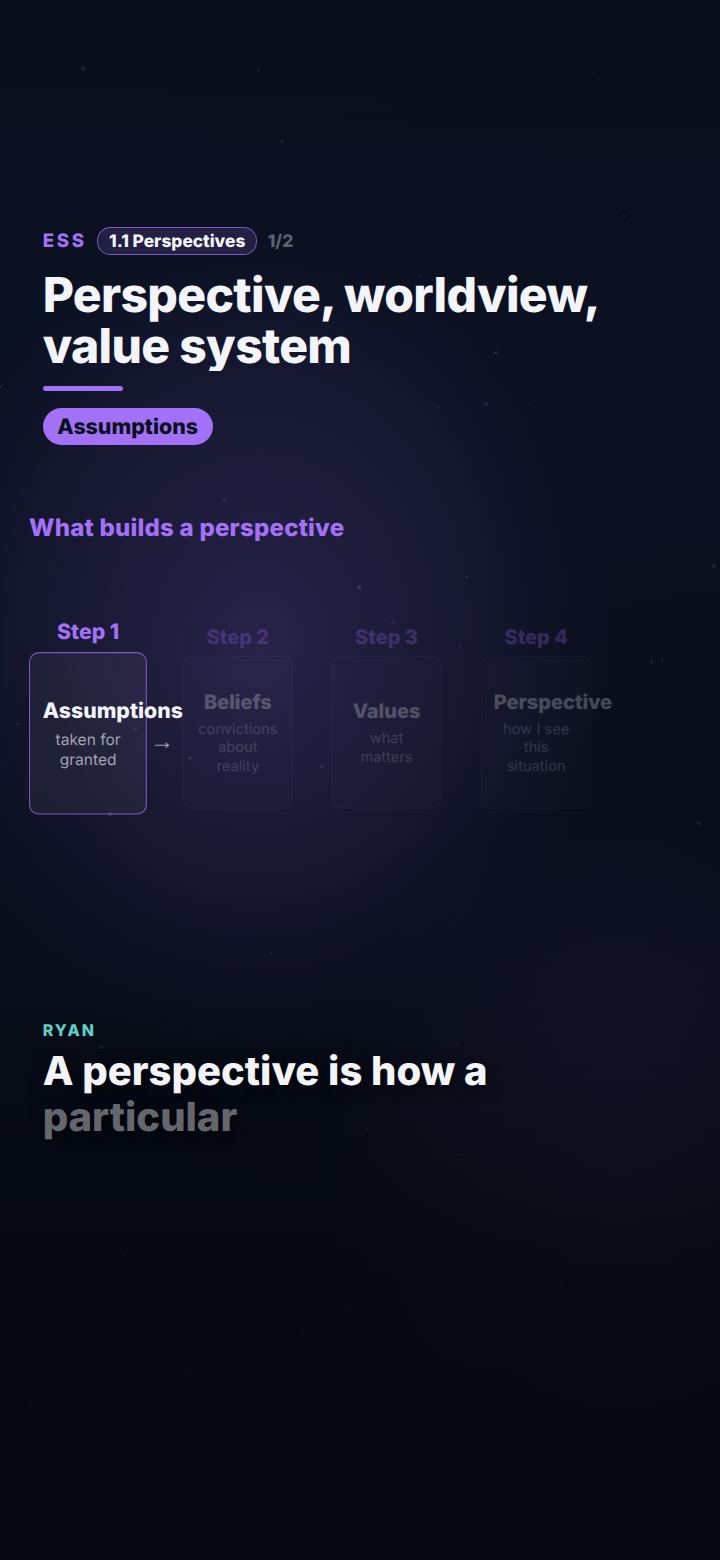 ESS 1.1 Perspectives 1/2
Perspective, worldview,
value system
Assumptions
What builds a perspective
Step 1
Assumptions
taken for
granted
→
Step 2
Beliefs
convictions
about
reality
Step 3
Values
what
matters
Step 4
Perspective
how I see
this
situation
RYAN
A perspective is how a
particular